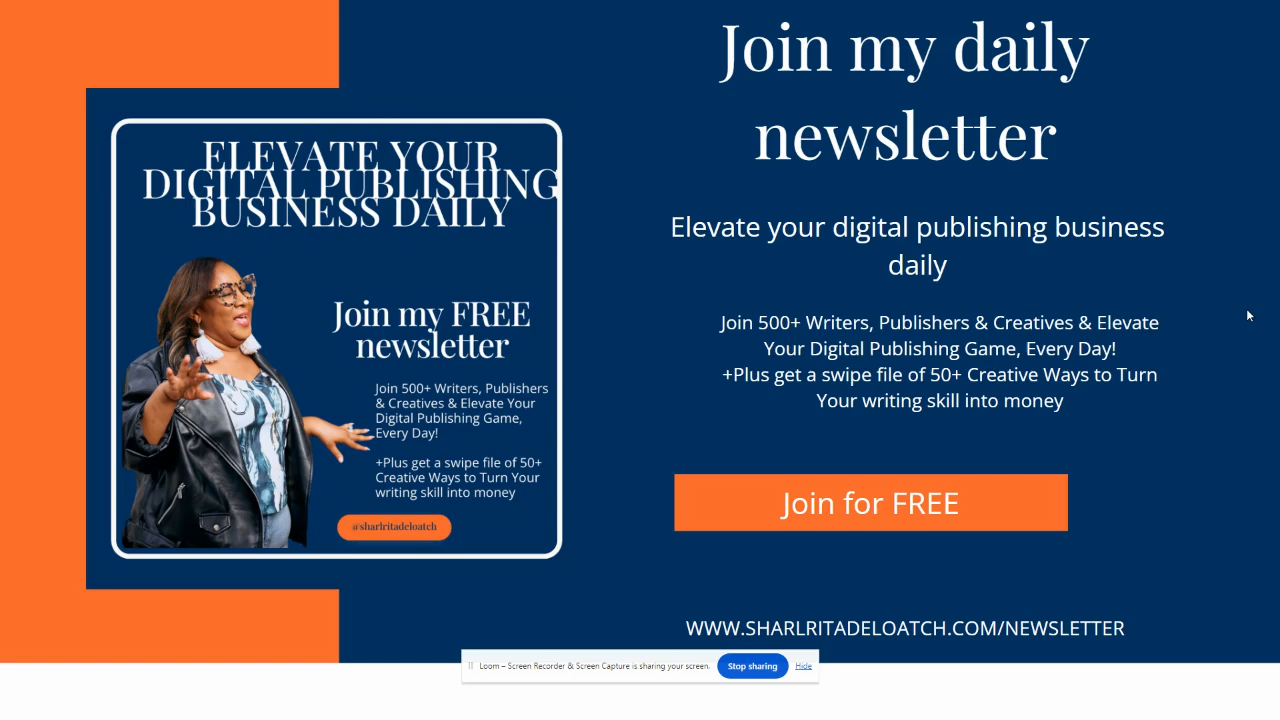 ELEVATE YOUR
DIGITAL PUBLISHING
BUSINESS DAILY
Join my FREE
newsletter
Join 500+ Writers, Publishers
& Creatives & Elevate Your
Digital Publishing Game,
Every Day!
+Plus get a swipe file of 50+
Creative Ways to Turn Your
writing skill into money
@sharlritadeloatch
Join my daily
newsletter
Elevate your digital publishing business
daily
Join 500+ Writers, Publishers & Creatives & Elevate
Your Digital Publishing Game, Every Day!
+Plus get a swipe file of 50+ Creative Ways to Turn
Your writing skill into money
Join for FREE
WWW.SHARLRITADELOATCH.COM/NEWSLETTER
Loom – Screen Recorder & Screen Capture is sharing your screen.
Stop sharing
Hide